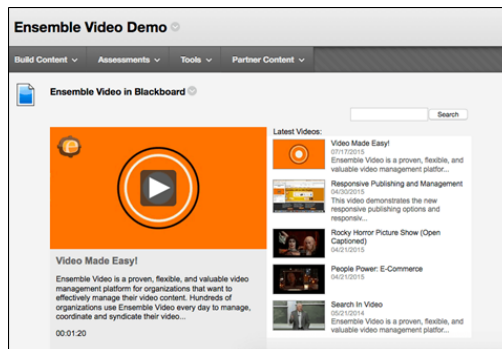 Ensemble Video Demo
Build Content
Assessments
Tools
Partner Content
Ensemble Video in Blackboard
Search
e
Video Made Easy!
Ensemble Video is a proven, flexible, and valuable video
management platform for organizations that want to
effectively manage their video content. Hundreds of
organizations use Ensemble Video every day to manage,
coordinate and syndicate their video...
00:01:20
Latest Videos:
Video Made Easy!
07/17/2015
Ensemble Video is a proven, flexible, and
valuable video management platfor...
Responsive Publishing and Management
04/30/2015
This video demonstrates the new
responsive publishing options and
responsiv...
Rocky Horror Picture Show (Open
Captioned)
04/21/2015
People Power: E-Commerce
04/21/2015
Search In Video
05/21/2014
Ensemble Video is a proven, flexible, and
valuable video management platfor...